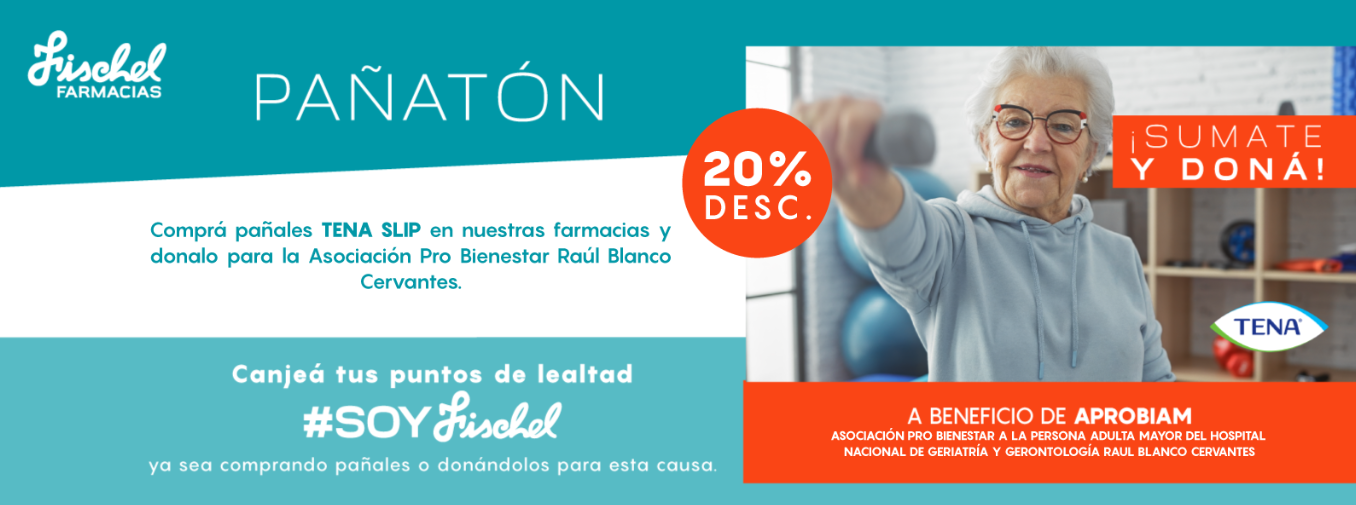 Fischel
FARMACIAS
PAÑATÓN
20%
DESC.
¡SUMATE
Y DONÁ!
Comprá pañales TENA SLIP en nuestras farmacias y
donalo para la Asociación Pro Bienestar Raúl Blanco
Cervantes.
TENA®
Canjeá tus puntos de lealtad
#SOY Fischel
ya sea comprando pañales o donándolos para esta causa.
A BENEFICIO DE APROBIAM
ASOCIACIÓN PRO BIENESTAR A LA PERSONA ADULTA MAYOR DEL HOSPITAL
NACIONAL DE GERIATRÍA Y GERONTOLOGÍA RAUL BLANCO CERVANTES